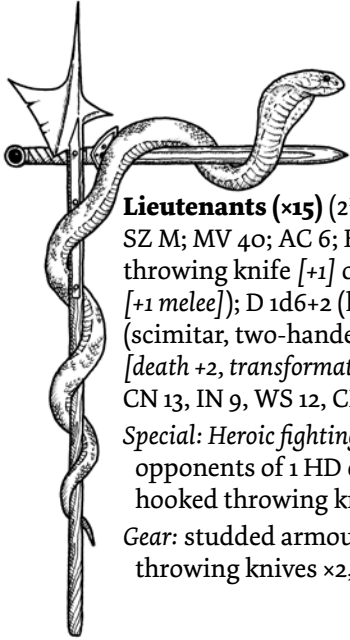 Lieutenants (×15) (2
SZ M; MV 40; AC 6;
throwing knife [+1] o
[+1 melee]); D 1d6+2 (
(scimitar, two-hande
[death +2, transformat
CN 13, IN 9, WS 12, C
Special: Heroic fighting
opponents of 1 HD
hooked throwing kn
Gear: studded armou
throwing knives ×2,